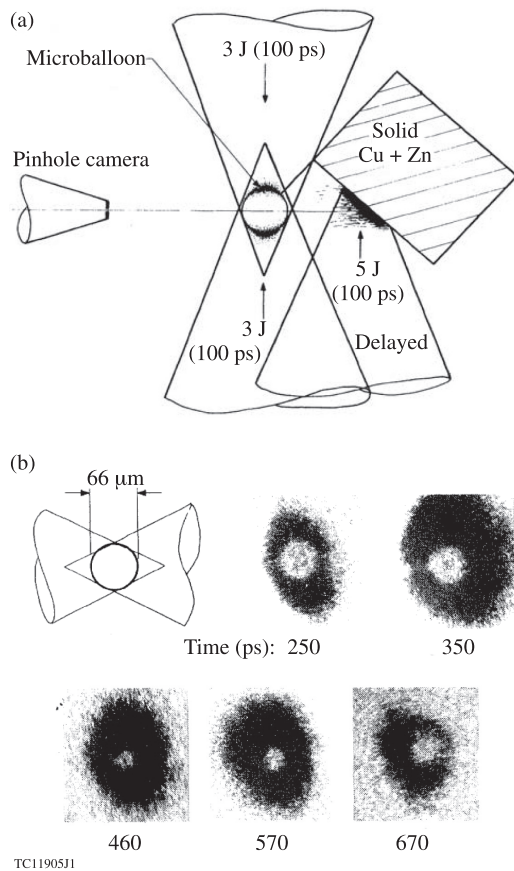 (a)
3 J (100 ps)
Microballoon
Solid
Cu + Zn
Pinhole camera
5 J
(100 ps)
3 J
(100 ps)
Delayed
(b)
66 μm
Time (ps): 250
350
460
570
670
TC11905J1